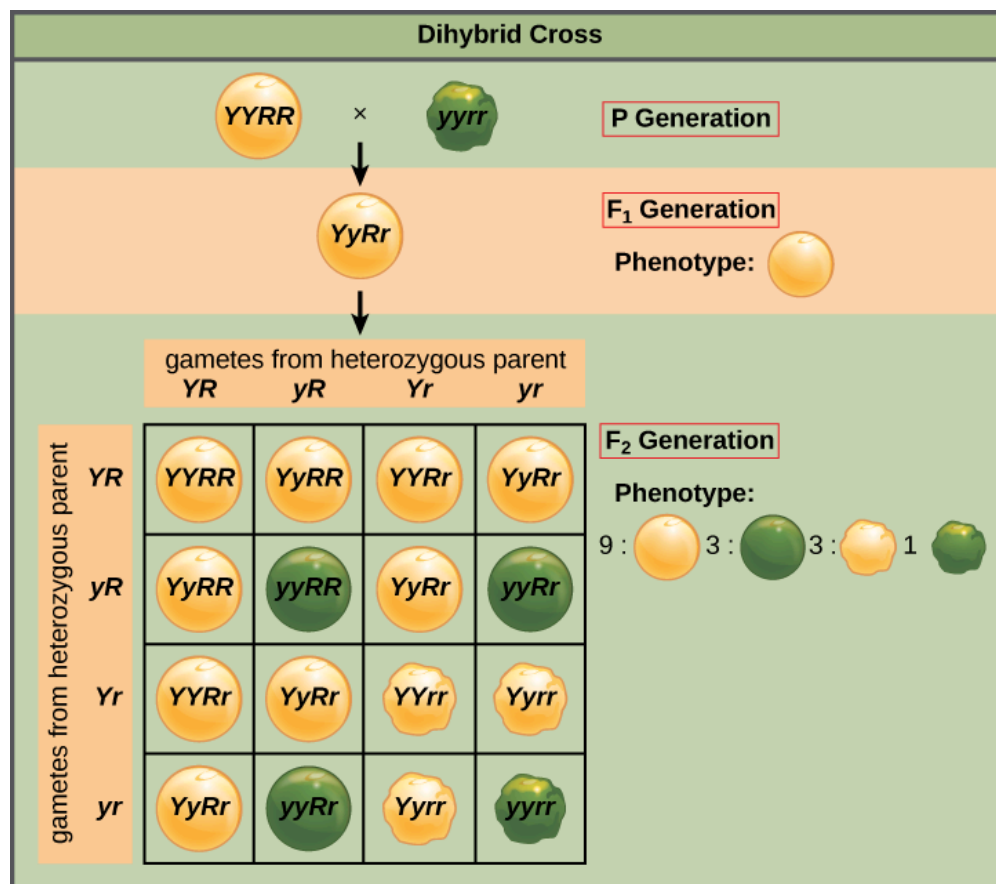 Dihybrid Cross
YYRR × yyrr
P Generation
YyRr
F₁ Generation
Phenotype:
gametes from heterozygous parent
YR yR Yr yr
gametes from heterozygous parent
YR YYRR YyRR YYRr YyRr
yR YyRR yyRR YyRr yyRr
Yr YYRr YyRr YYrr Yyrr
yr YyRr yyRr Yyrr yyrr
F₂ Generation
Phenotype:
9 : 3 : 3 : 1